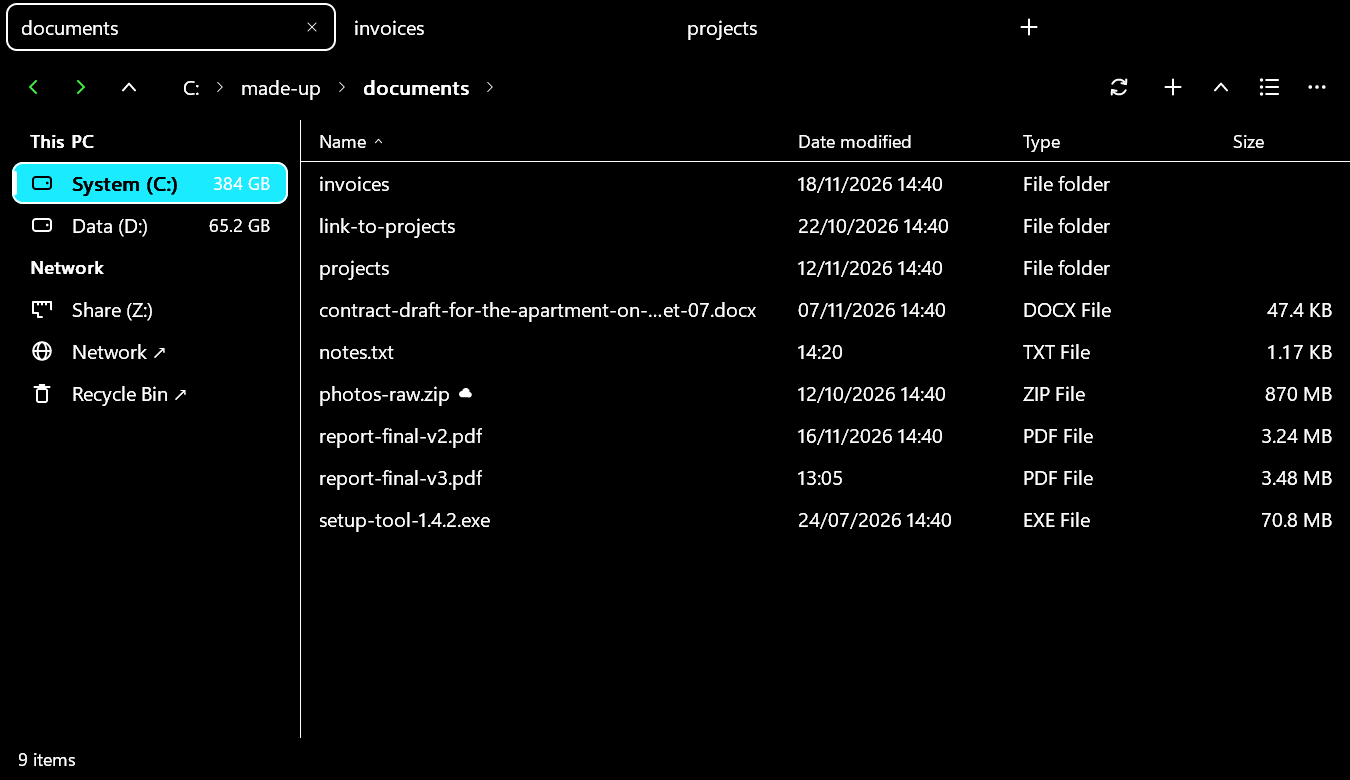 documents invoices projects
C: made-up documents
This PC
System (C:) 384 GB
Data (D:) 65.2 GB
Network
Share (Z:)
Network
Recycle Bin
Name Date modified Type Size
invoices 18/11/2026 14:40 File folder
link-to-projects 22/10/2026 14:40 File folder
projects 12/11/2026 14:40 File folder
contract-draft-for-the-apartment-on-...et-07.docx 07/11/2026 14:40 DOCX File 47.4 KB
notes.txt 14:20 TXT File 1.17 KB
photos-raw.zip 12/10/2026 14:40 ZIP File 870 MB
report-final-v2.pdf 16/11/2026 14:40 PDF File 3.24 MB
report-final-v3.pdf 13:05 PDF File 3.48 MB
setup-tool-1.4.2.exe 24/07/2026 14:40 EXE File 70.8 MB
9 items